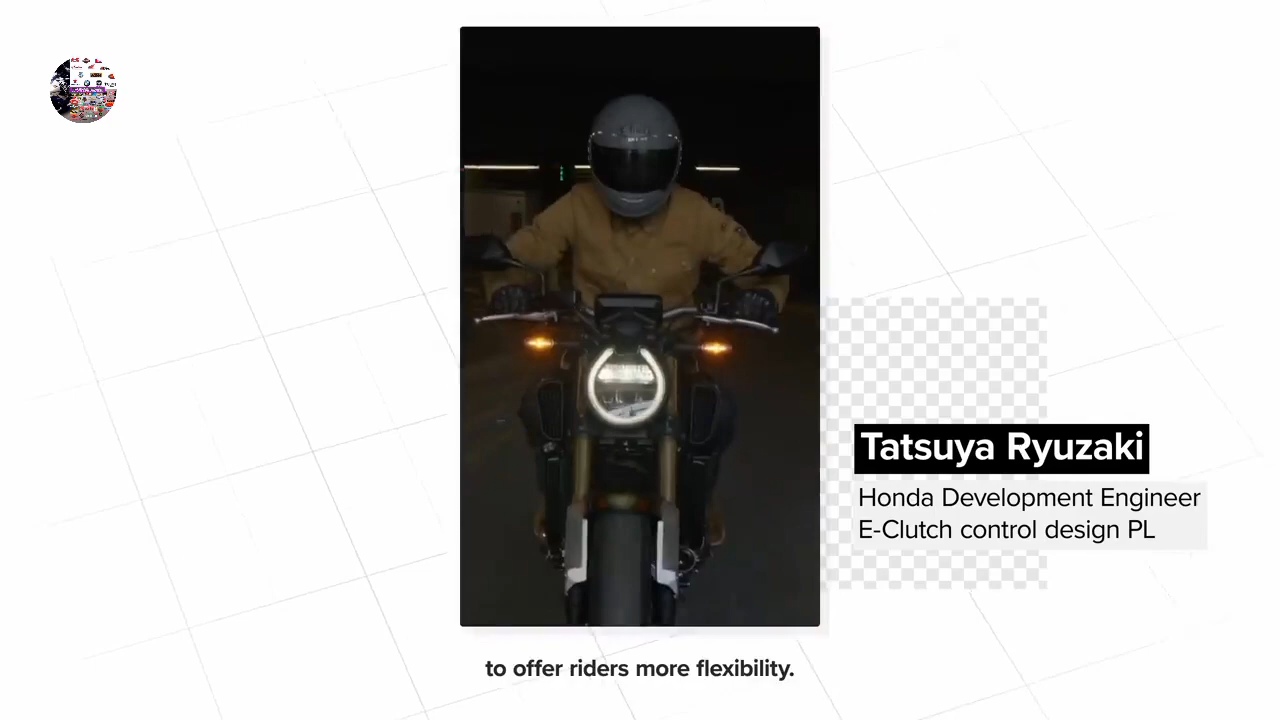 Tatsuya Ryuzaki
Honda Development Engineer
E-Clutch control design PL
to offer riders more flexibility.